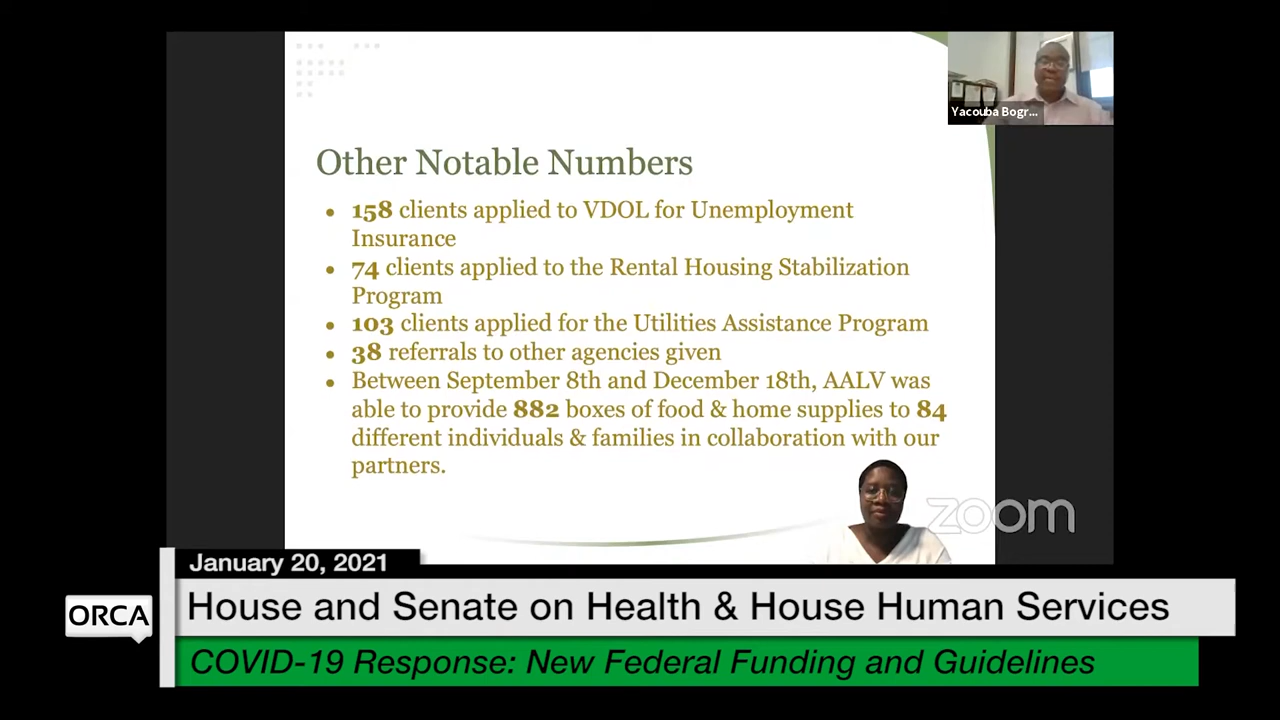 Yacouba Bogr...
Other Notable Numbers
• 158 clients applied to VDOL for Unemployment
Insurance
• 74 clients applied to the Rental Housing Stabilization
Program
• 103 clients applied for the Utilities Assistance Program
• 38 referrals to other agencies given
• Between September 8th and December 18th, AALV was
able to provide 882 boxes of food & home supplies to 84
different individuals & families in collaboration with our
partners.
zoom
January 20, 2021
ORCA
House and Senate on Health & House Human Services
COVID-19 Response: New Federal Funding and Guidelines